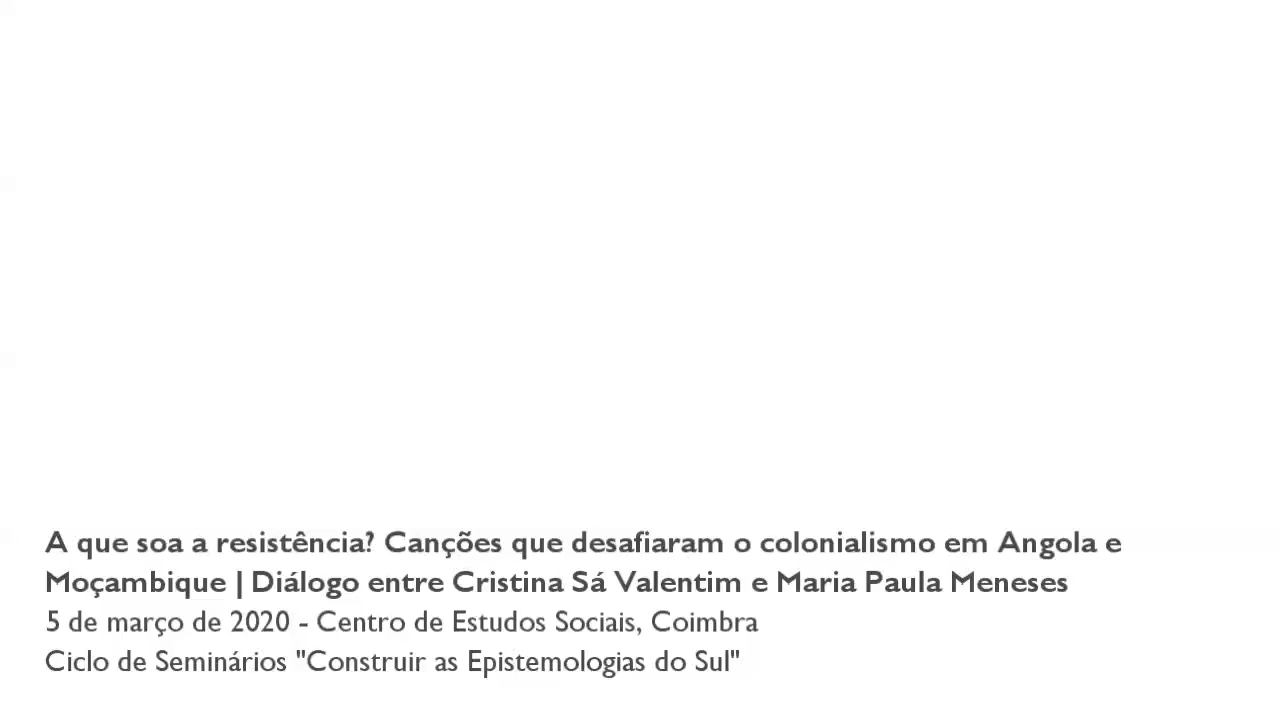 A que soa a resistência? Canções que desafiaram o colonialismo em Angola e
Moçambique | Diálogo entre Cristina Sá Valentim e Maria Paula Meneses
5 de março de 2020 - Centro de Estudos Sociais, Coimbra
Ciclo de Seminários "Construir as Epistemologias do Sul"